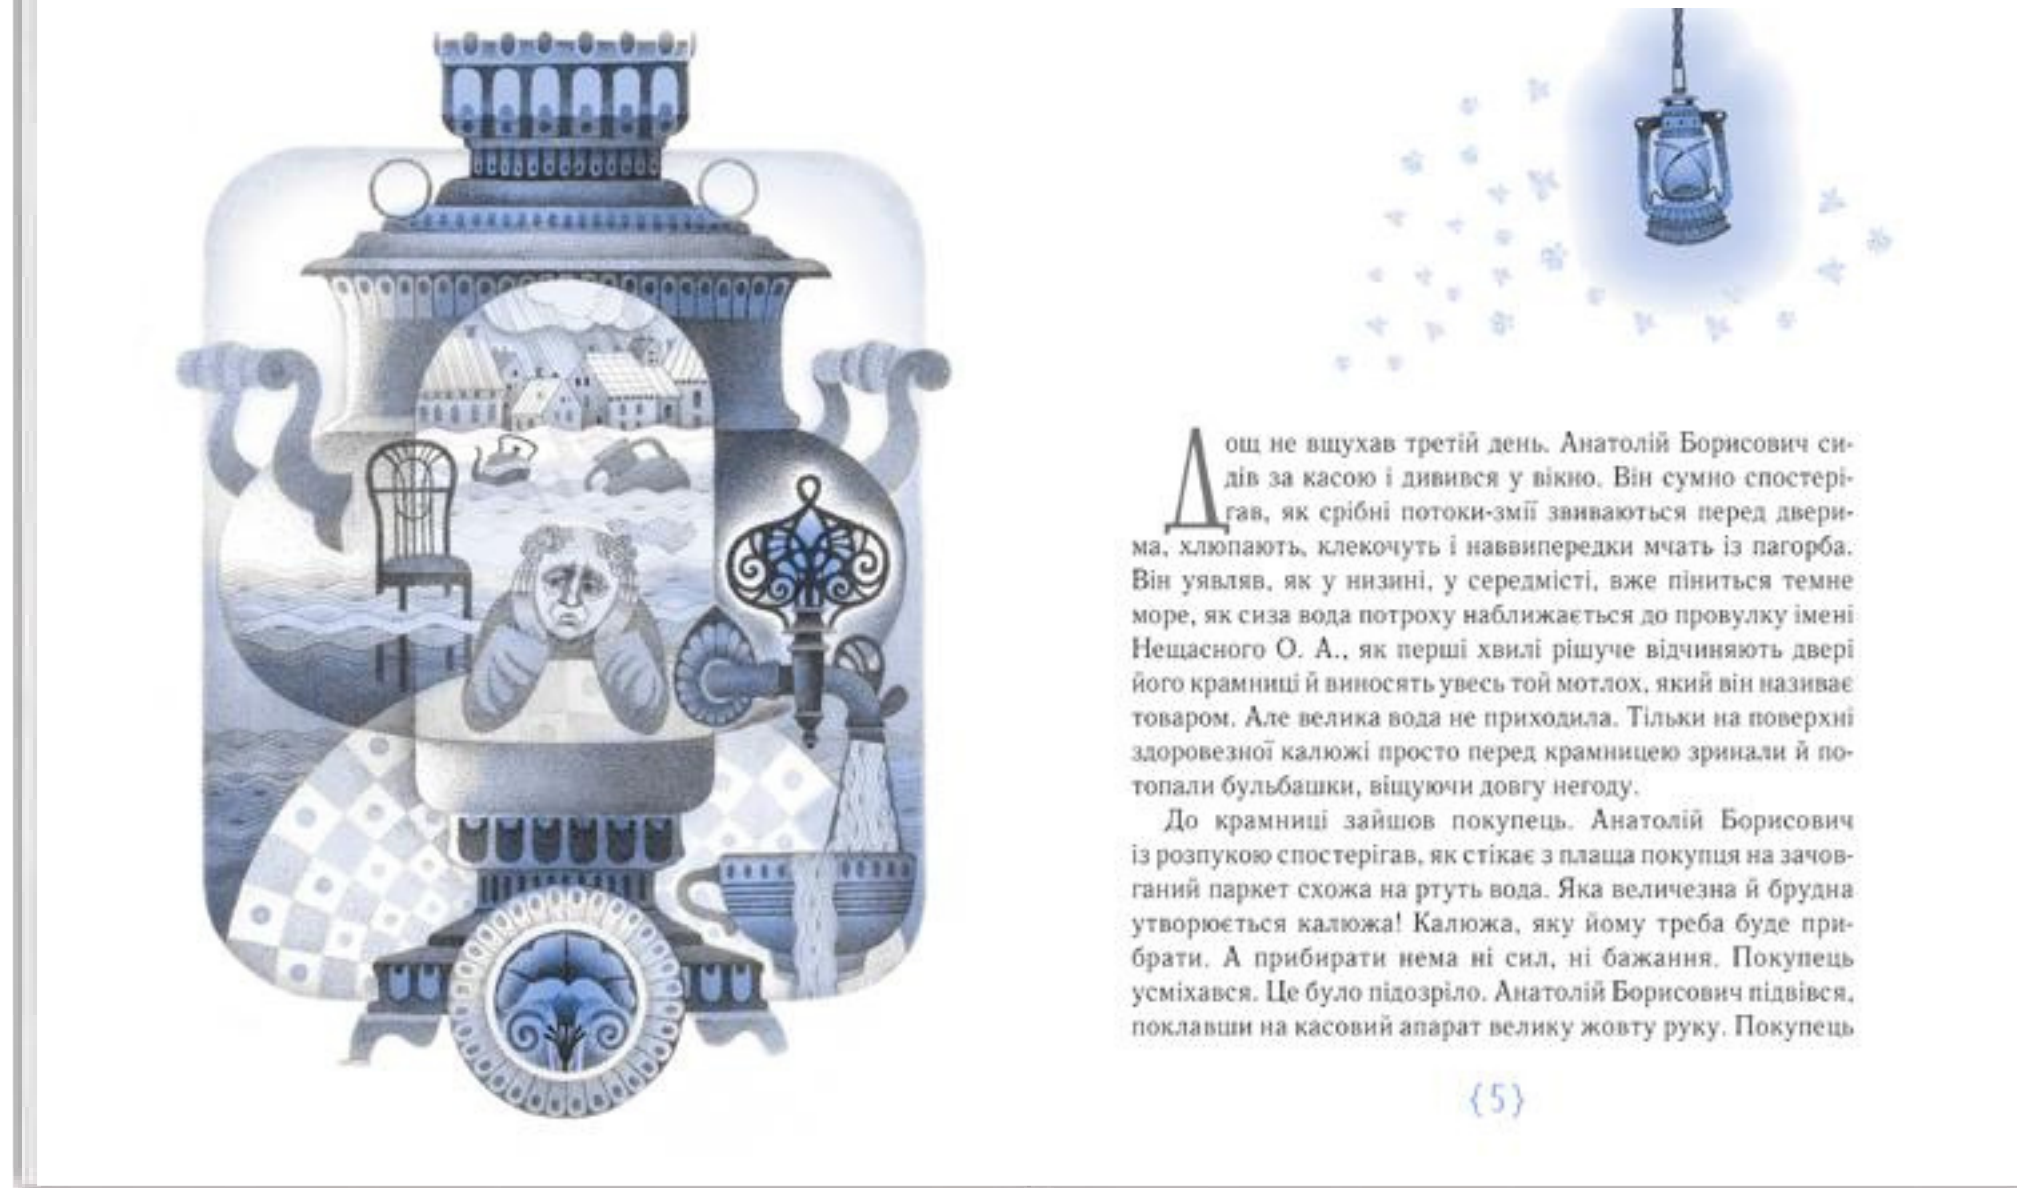 Дощ не вщухав третій день. Анатолій Борисович си-
дів за касою і дивився у вікно. Він сумно спостері-
гав, як срібні потоки-змії звиваються перед двери-
ма, хлюпають, клекочуть і наввипередки мчать із пагорба.
Він уявляв, як у низині, у середмісті, вже піниться темне
море, як сиза вода потроху наближається до провулку імені
Нещасного О. А., як перші хвилі рішуче відчиняють двері
його крамниці й виносять увесь той мотлох, який він називає
товаром. Але велика вода не приходила. Тільки на поверхні
здоровезної калюжі просто перед крамницею зринали й по-
топали бульбашки, віщуючи довгу негоду.
До крамниці зайшов покупець. Анатолій Борисович
із розпукою спостерігав, як стікає з плаща покупця на зачов-
ганий паркет схожа на ртуть вода. Яка величезна й брудна
утворюється калюжа! Калюжа, яку йому треба буде при-
брати. А прибирати нема ні сил, ні бажання. Покупець
усміхався. Це було підозріло. Анатолій Борисович підвівся,
поклавши на касовий апарат велику жовту руку. Покупець
{5}